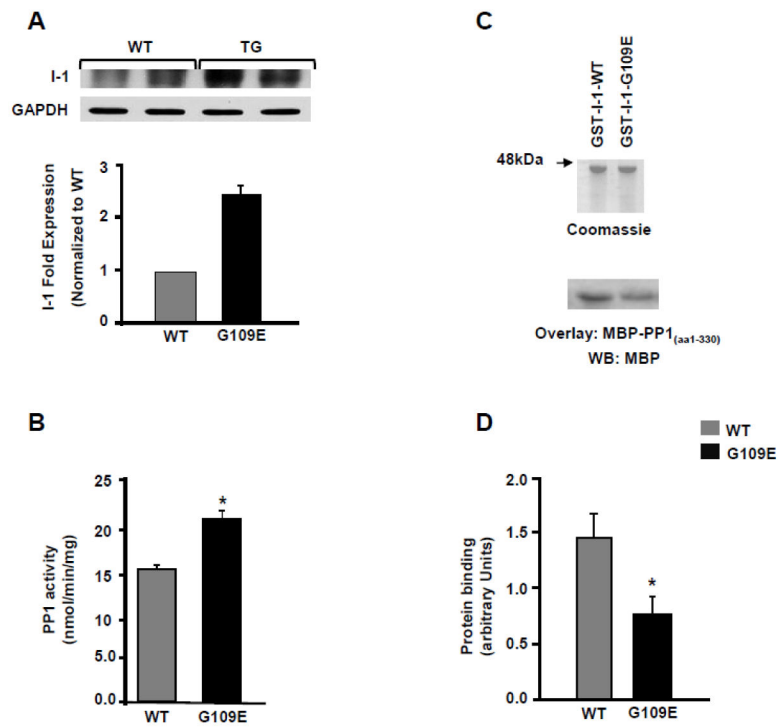 A
WT TG
I-1
GAPDH
I-1 Fold Expression
(Normalized to WT)
3
2
1
0
WT G109E
C
GST-I-1-WT
GST-I-1-G109E
48kDa
Coomassie
Overlay: MBP-PP1(aa1-330)
WB: MBP
B
PP1 activity
(nmol/min/mg)
25
20
15
10
5.0
0.0
*
WT G109E
D
WT
G109E
Protein binding
(arbitrary Units)
2.0
1.5
1.0
0.5
0.0
*
WT G109E